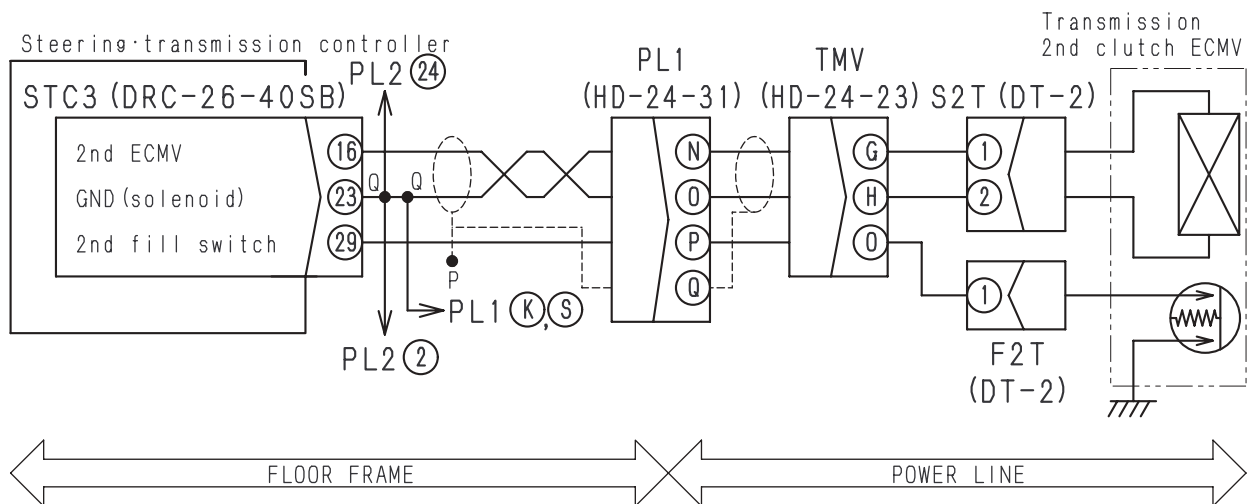 Transmission
2nd clutch ECMV
Steering·transmission controller
PL2 24
PL1
TMV
STC3 (DRC-26-40SB)
(HD-24-31)
(HD-24-23)
S2T (DT-2)
2nd ECMV
16
N
G
1
GND (solenoid)
23
Q
Q
O
H
2
2nd fill switch
29
P
O
P
Q
1
PL1 K, S
PL2 2
F2T
(DT-2)
FLOOR FRAME
POWER LINE